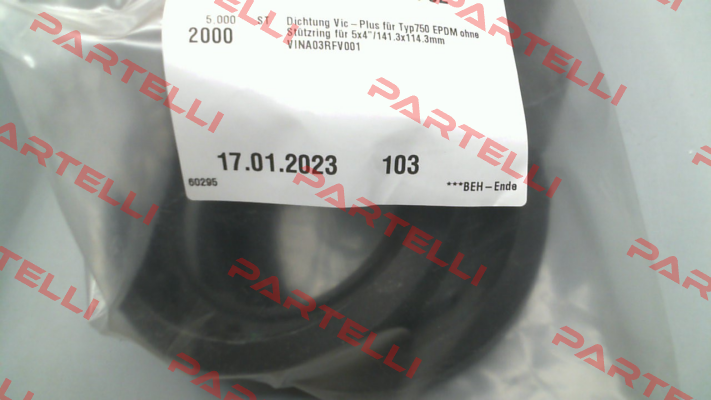 5.000 ST Dichtung Vic-Plus für Typ750 EPDM ohne
2000 Stützring für 5x4"/141.3x114.3mm
VINA03RFV001
17.01.2023 103
60295 ***BEH-Ende
PARTELLI
PARTELLI
PARTELLI
PARTELLI
PARTELLI
PARTELLI
PARTELLI
PARTELLI